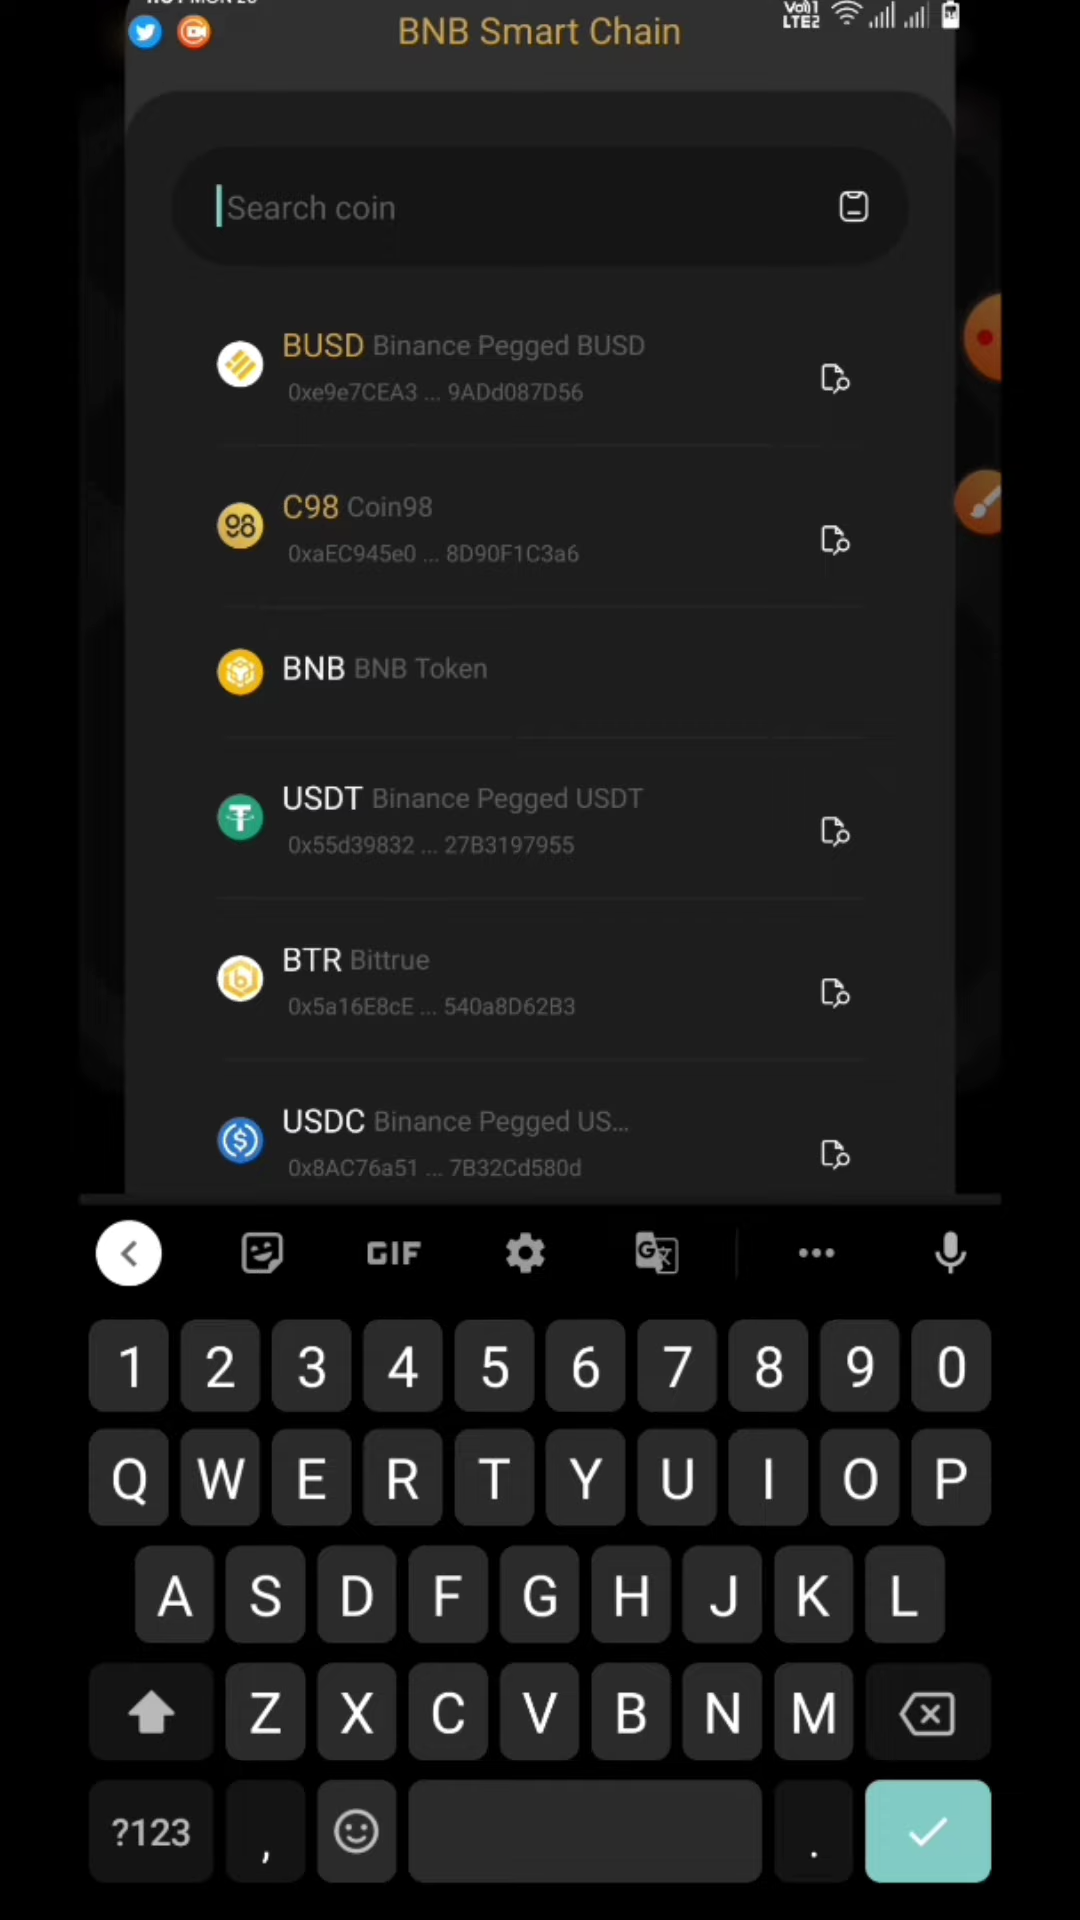 BNB Smart Chain
LTE2
Search coin
BUSD Binance Pegged BUSD
0xe9e7CEA3 ... 9ADd087D56
C98 Coin98
0xaEC945e0 ... 8D90F1C3a6
BNB BNB Token
USDT Binance Pegged USDT
0x55d39832 ... 27B3197955
BTR Bittrue
0x5a16E8cE ... 540a8D62B3
USDC Binance Pegged US...
0x8AC76a51 ... 7B32Cd580d
GIF
1 2 3 4 5 6 7 8 9 0
Q W E R T Y U I O P
A S D F G H J K L
Z X C V B N M
?123 , .